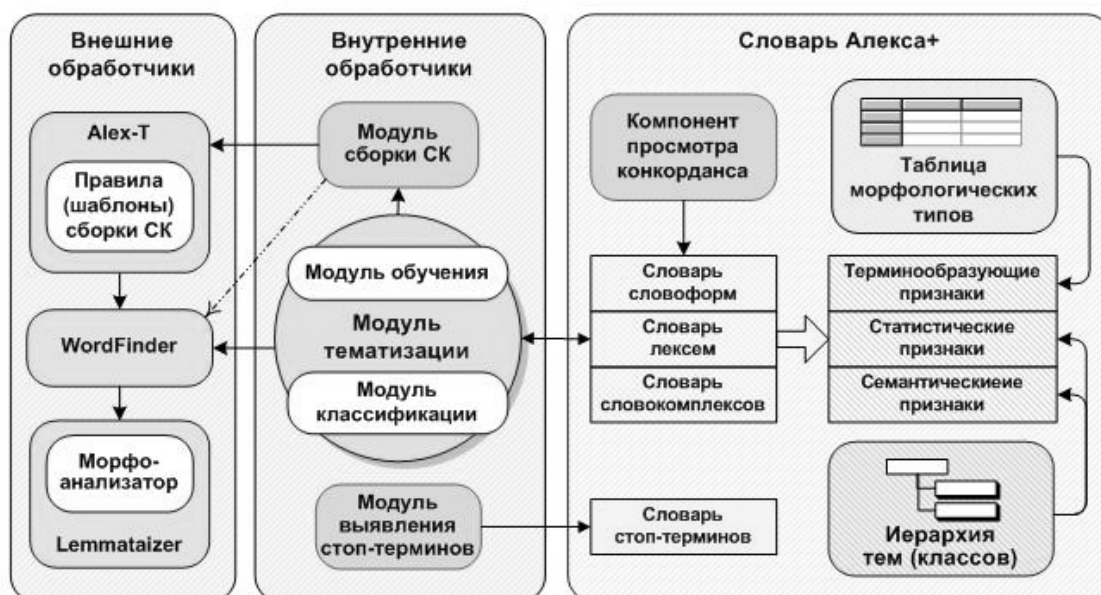 Внешние
обработчики
Alex-T
Правила
(шаблоны)
сборки СК
WordFinder
Морфо-
анализатор
Lemmataizer
Внутренние
обработчики
Модуль
сборки СК
Модуль обучения
Модуль
тематизации
Модуль
классификации
Модуль
выявления
стоп-терминов
Словарь Алекса+
Компонент
просмотра
конкорданса
Таблица
морфологических
типов
Словарь
словоформ
Словарь
лексем
Словарь
словокомплексов
Терминообразующие
признаки
Статистические
признаки
Семантическиеие
признаки
Словарь
стоп-терминов
Иерархия
тем (классов)